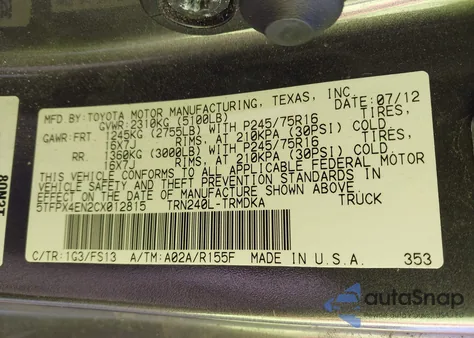 MFD BY: TOYOTA MOTOR MANUFACTURING, TEXAS, INC.
GVWR: 2310KG (5100LB) DATE: 07/12
GAWR: FRT. 1245KG (2755LB) WITH P245/75R16 TIRES,
16X7J RIMS, AT 210KPA (30PSI) COLD.
RR. 1360KG (3000LB) WITH P245/75R16 TIRES,
16X7J RIMS, AT 210KPA (30PSI) COLD.
THIS VEHICLE CONFORMS TO ALL APPLICABLE FEDERAL MOTOR
VEHICLE SAFETY AND BUMPER STANDARDS IN EFFECT ON
THE DATE OF MANUFACTURE SHOWN ABOVE.
5TFPX4EN2CX012815 TRN240L-TRMDKA TRUCK
C/TR: 1G3/FS13 A/TM: A02A/R155F MADE IN U.S.A. 353
autoSnap